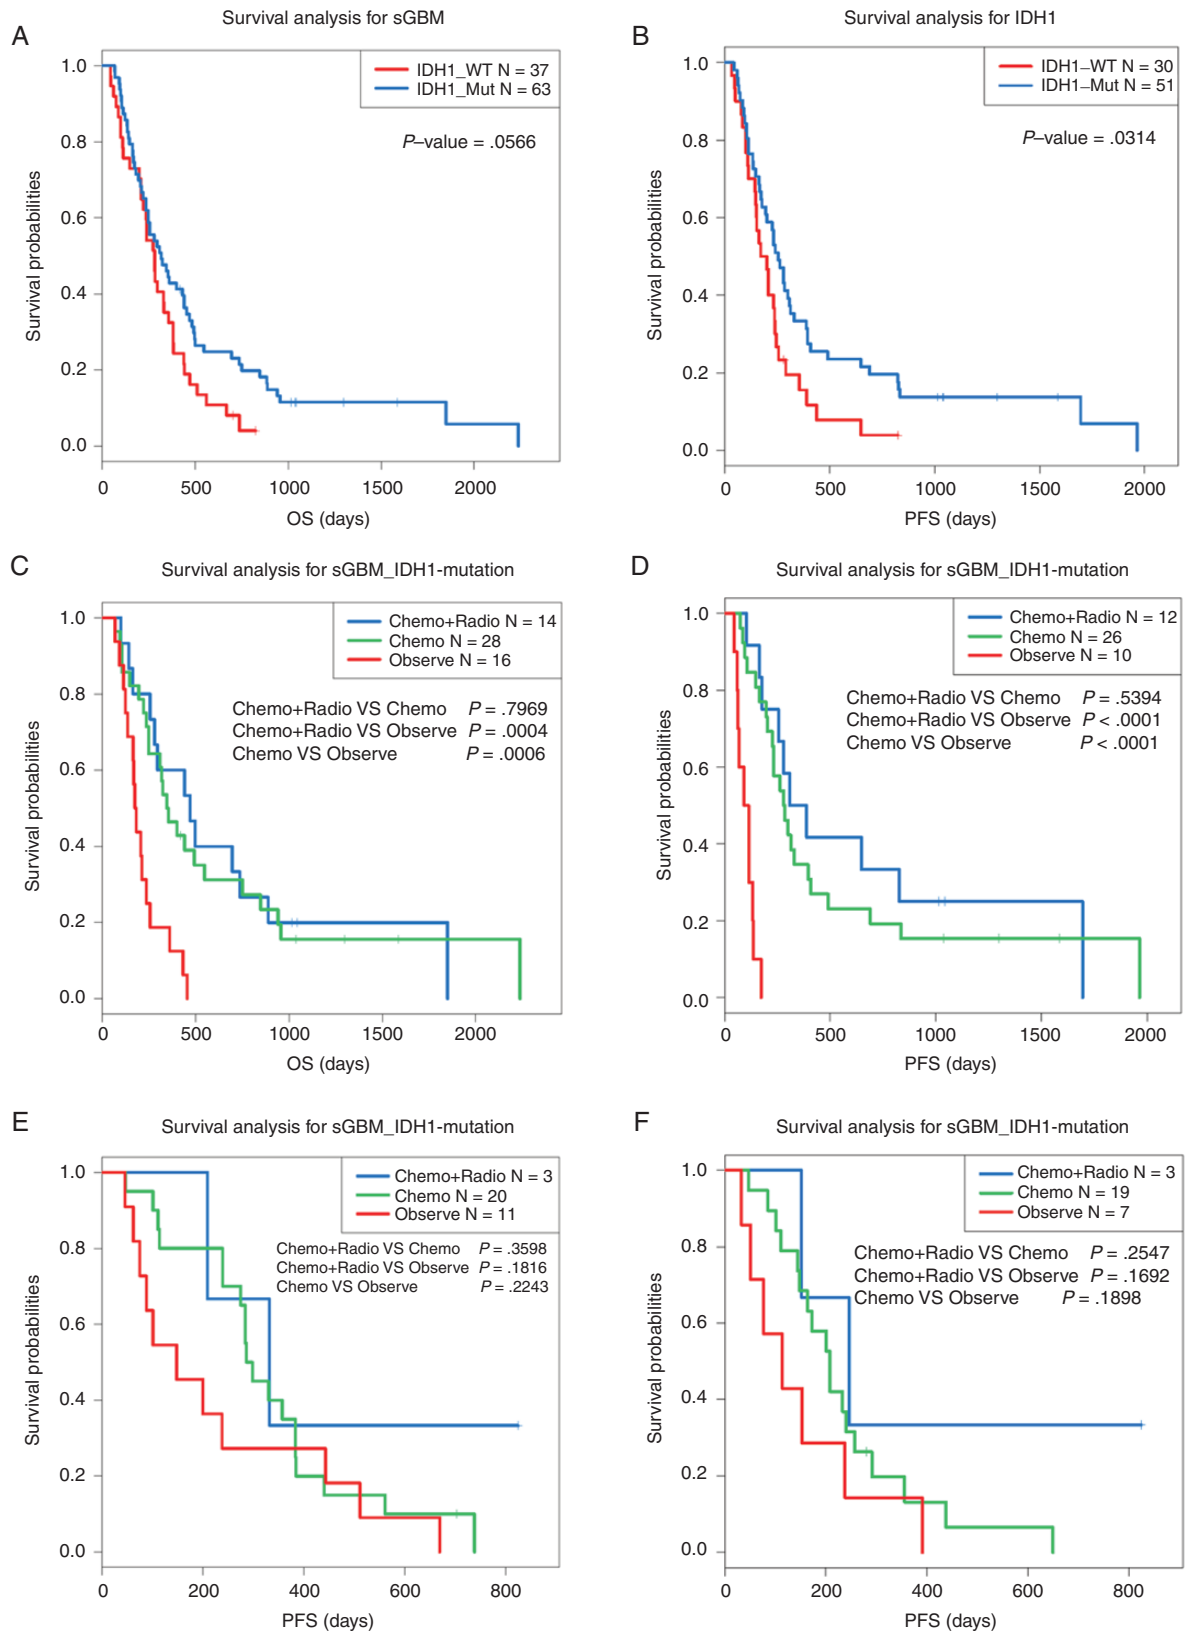 A
Survival analysis for sGBM
IDH1_WT N = 37
IDH1_Mut N = 63
P–value = .0566
1.0
0.8
0.6
0.4
0.2
0.0
Survival probabilities
0 500 1000 1500 2000
OS (days)
B
Survival analysis for IDH1
IDH1–WT N = 30
IDH1–Mut N = 51
P–value = .0314
1.0
0.8
0.6
0.4
0.2
0.0
Survival probabilities
0 500 1000 1500 2000
PFS (days)
C
Survival analysis for sGBM_IDH1-mutation
Chemo+Radio N = 14
Chemo N = 28
Observe N = 16
Chemo+Radio VS Chemo P = .7969
Chemo+Radio VS Observe P = .0004
Chemo VS Observe P = .0006
1.0
0.8
0.6
0.4
0.2
0.0
Survival probabilities
0 500 1000 1500 2000
OS (days)
D
Survival analysis for sGBM_IDH1-mutation
Chemo+Radio N = 12
Chemo N = 26
Observe N = 10
Chemo+Radio VS Chemo P = .5394
Chemo+Radio VS Observe P < .0001
Chemo VS Observe P < .0001
1.0
0.8
0.6
0.4
0.2
0.0
Survival probabilities
0 500 1000 1500 2000
PFS (days)
E
Survival analysis for sGBM_IDH1-mutation
Chemo+Radio N = 3
Chemo N = 20
Observe N = 11
Chemo+Radio VS Chemo P = .3598
Chemo+Radio VS Observe P = .1816
Chemo VS Observe P = .2243
1.0
0.8
0.6
0.4
0.2
0.0
Survival probabilities
0 200 400 600 800
PFS (days)
F
Survival analysis for sGBM_IDH1-mutation
Chemo+Radio N = 3
Chemo N = 19
Observe N = 7
Chemo+Radio VS Chemo P = .2547
Chemo+Radio VS Observe P = .1692
Chemo VS Observe P = .1898
1.0
0.8
0.6
0.4
0.2
0.0
Survival probabilities
0 200 400 600 800
PFS (days)